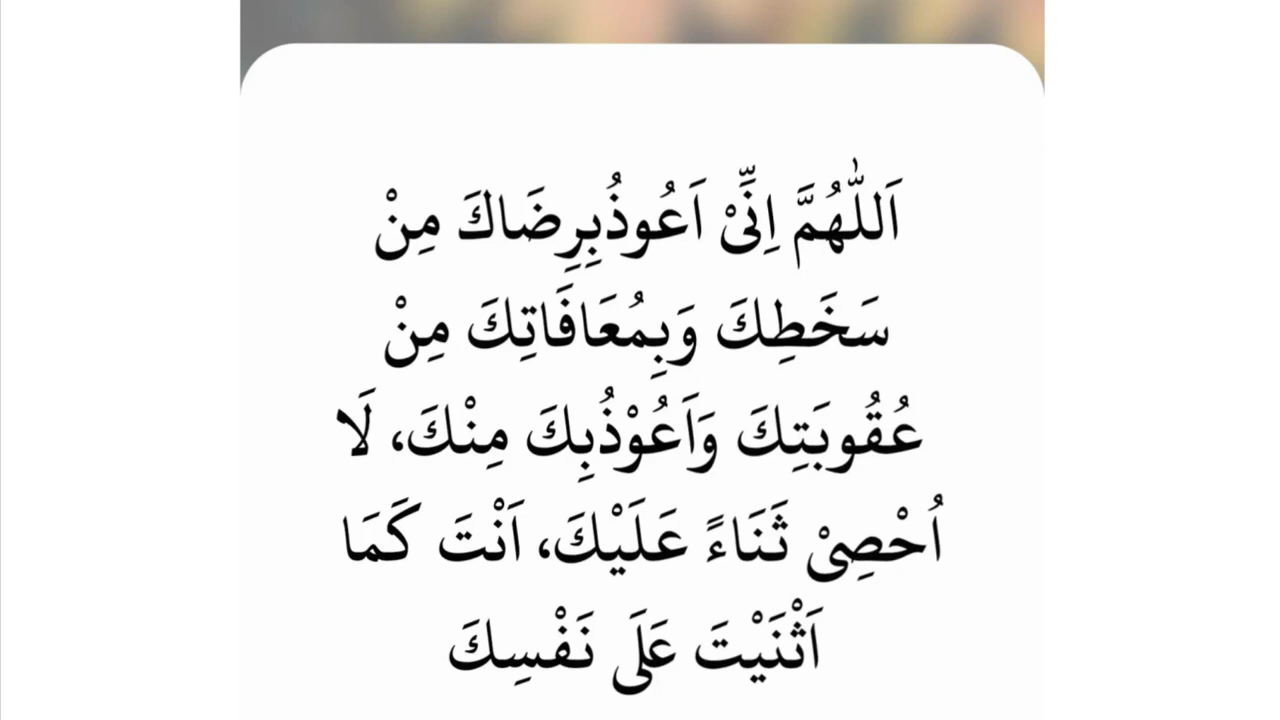 اَللّٰهُمَّ اِنِّیْ اَعُوذُبِرِضَاكَ مِنْ
سَخَطِكَ وَبِمُعَافَاتِكَ مِنْ
عُقُوبَتِكَ وَاَعُوْذُبِكَ مِنْكَ، لَا
اُحْصِیْ ثَنَاءً عَلَيْكَ، اَنْتَ كَمَا
اَثْنَيْتَ عَلَی نَفْسِكَ